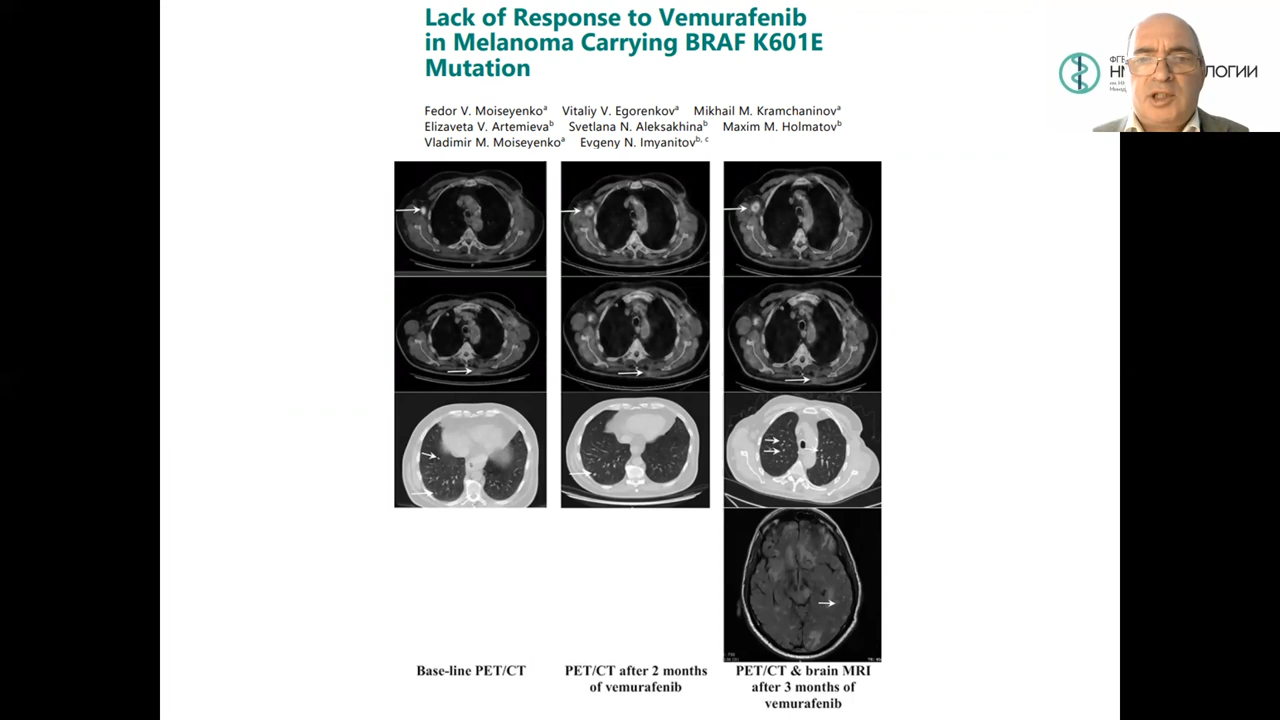 Lack of Response to Vemurafenib
in Melanoma Carrying BRAF K601E
Mutation
Fedor V. Moiseyenkoᵃ Vitaliy V. Egorenkovᵃ Mikhail M. Kramchaninovᵃ
Elizaveta V. Artemievaᵇ Svetlana N. Aleksakhinaᵇ Maxim M. Holmatovᵇ
Vladimir M. Moiseyenkoᵃ Evgeny N. Imyanitovᵇ, ᶜ
Base-line PET/CT
PET/CT after 2 months
of vemurafenib
PET/CT & brain MRI
after 3 months of
vemurafenib